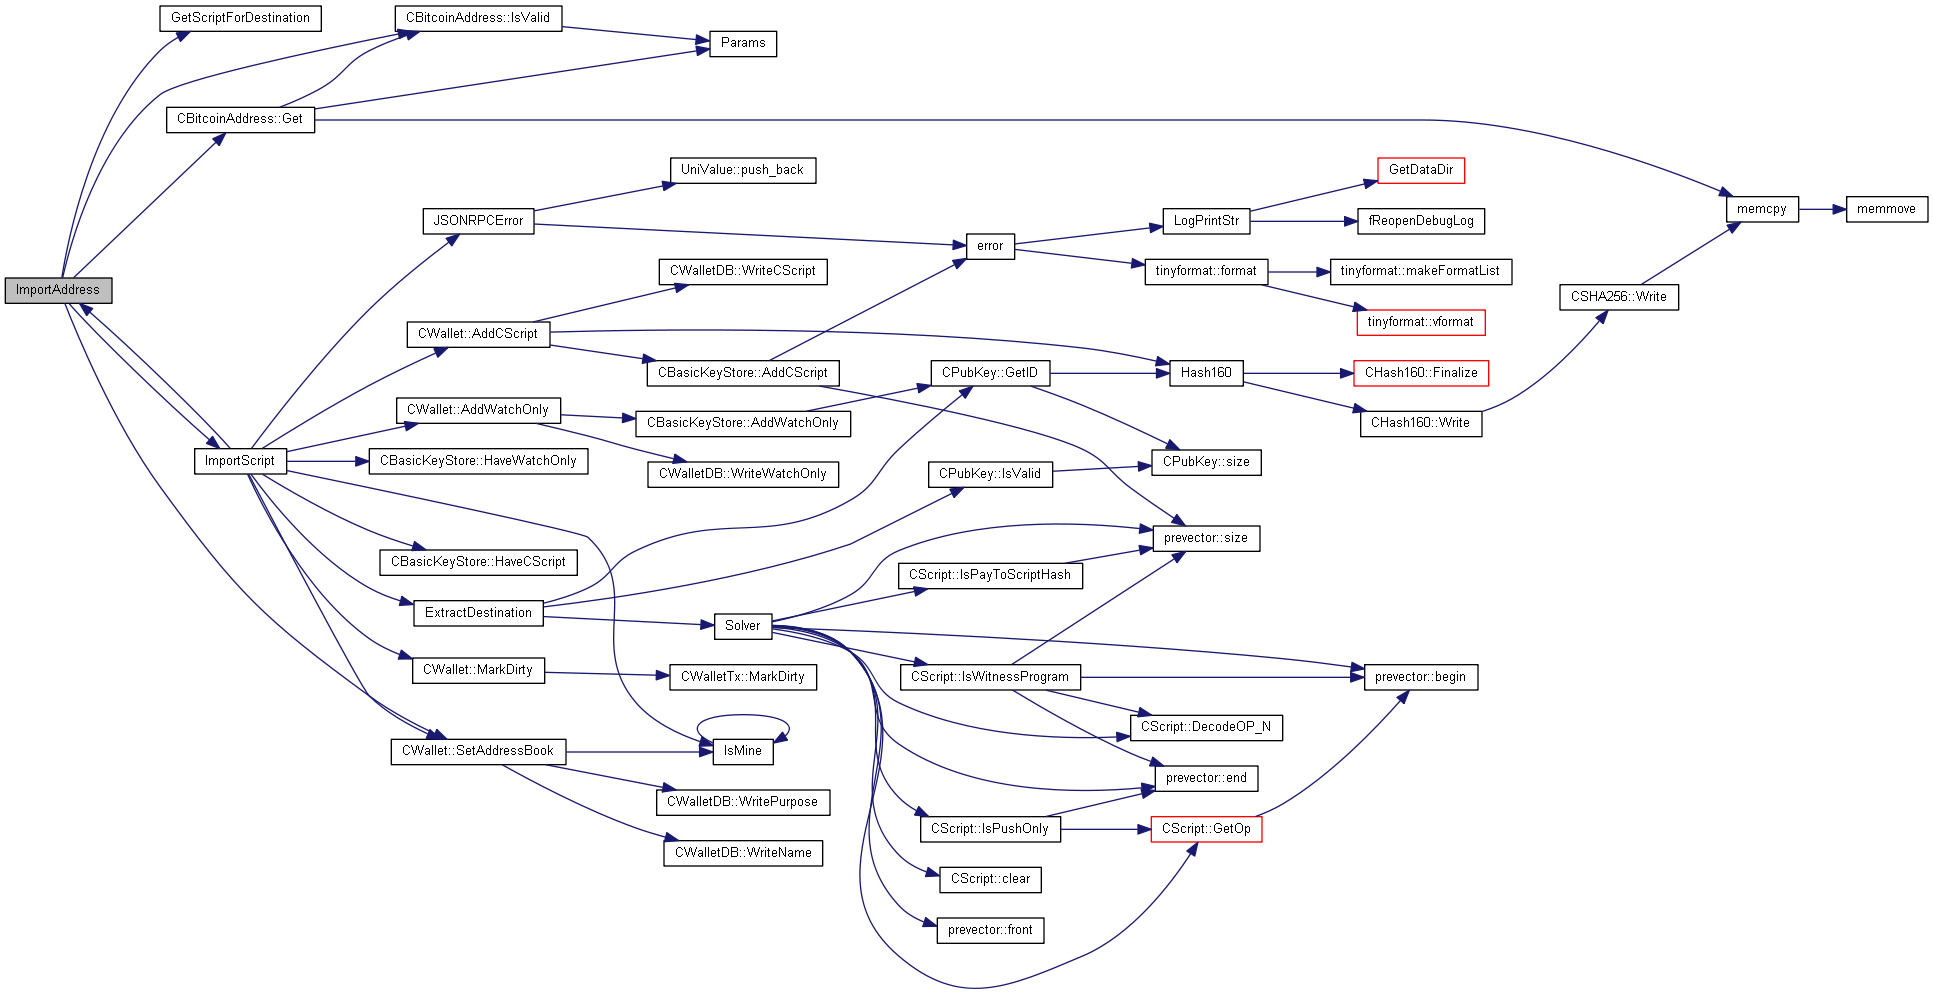 GetScriptForDestination
CBitcoinAddress::IsValid
Params
CBitcoinAddress::Get
UniValue::push_back
GetDataDir
JSONRPCError
LogPrintStr
fReopenDebugLog
memcpy
memmove
error
CWalletDB::WriteCScript
tinyformat::format
tinyformat::makeFormatList
ImportAddress
CSHA256::Write
CWallet::AddCScript
tinyformat::vformat
CBasicKeyStore::AddCScript
CPubKey::GetID
Hash160
CHash160::Finalize
CWallet::AddWatchOnly
CBasicKeyStore::AddWatchOnly
CHash160::Write
ImportScript
CBasicKeyStore::HaveWatchOnly
CWalletDB::WriteWatchOnly
CPubKey::IsValid
CPubKey::size
prevector::size
CBasicKeyStore::HaveCScript
CScript::IsPayToScriptHash
ExtractDestination
Solver
CWallet::MarkDirty
CWalletTx::MarkDirty
CScript::IsWitnessProgram
prevector::begin
CScript::DecodeOP_N
CWallet::SetAddressBook
IsMine
prevector::end
CWalletDB::WritePurpose
CScript::IsPushOnly
CScript::GetOp
CWalletDB::WriteName
CScript::clear
prevector::front